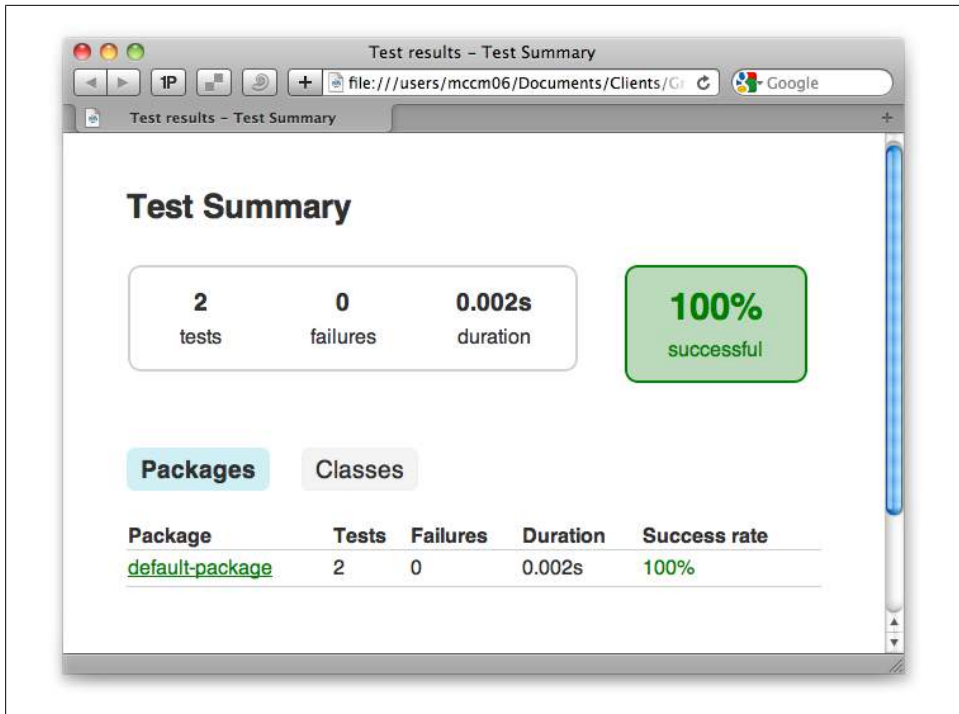 Test results – Test Summary
1P + file:///users/mccm06/Documents/Clients/Gr Google
Test results – Test Summary +
Test Summary
2 0 0.002s 100%
tests failures duration successful
Packages Classes
Package Tests Failures Duration Success rate
default-package 2 0 0.002s 100%